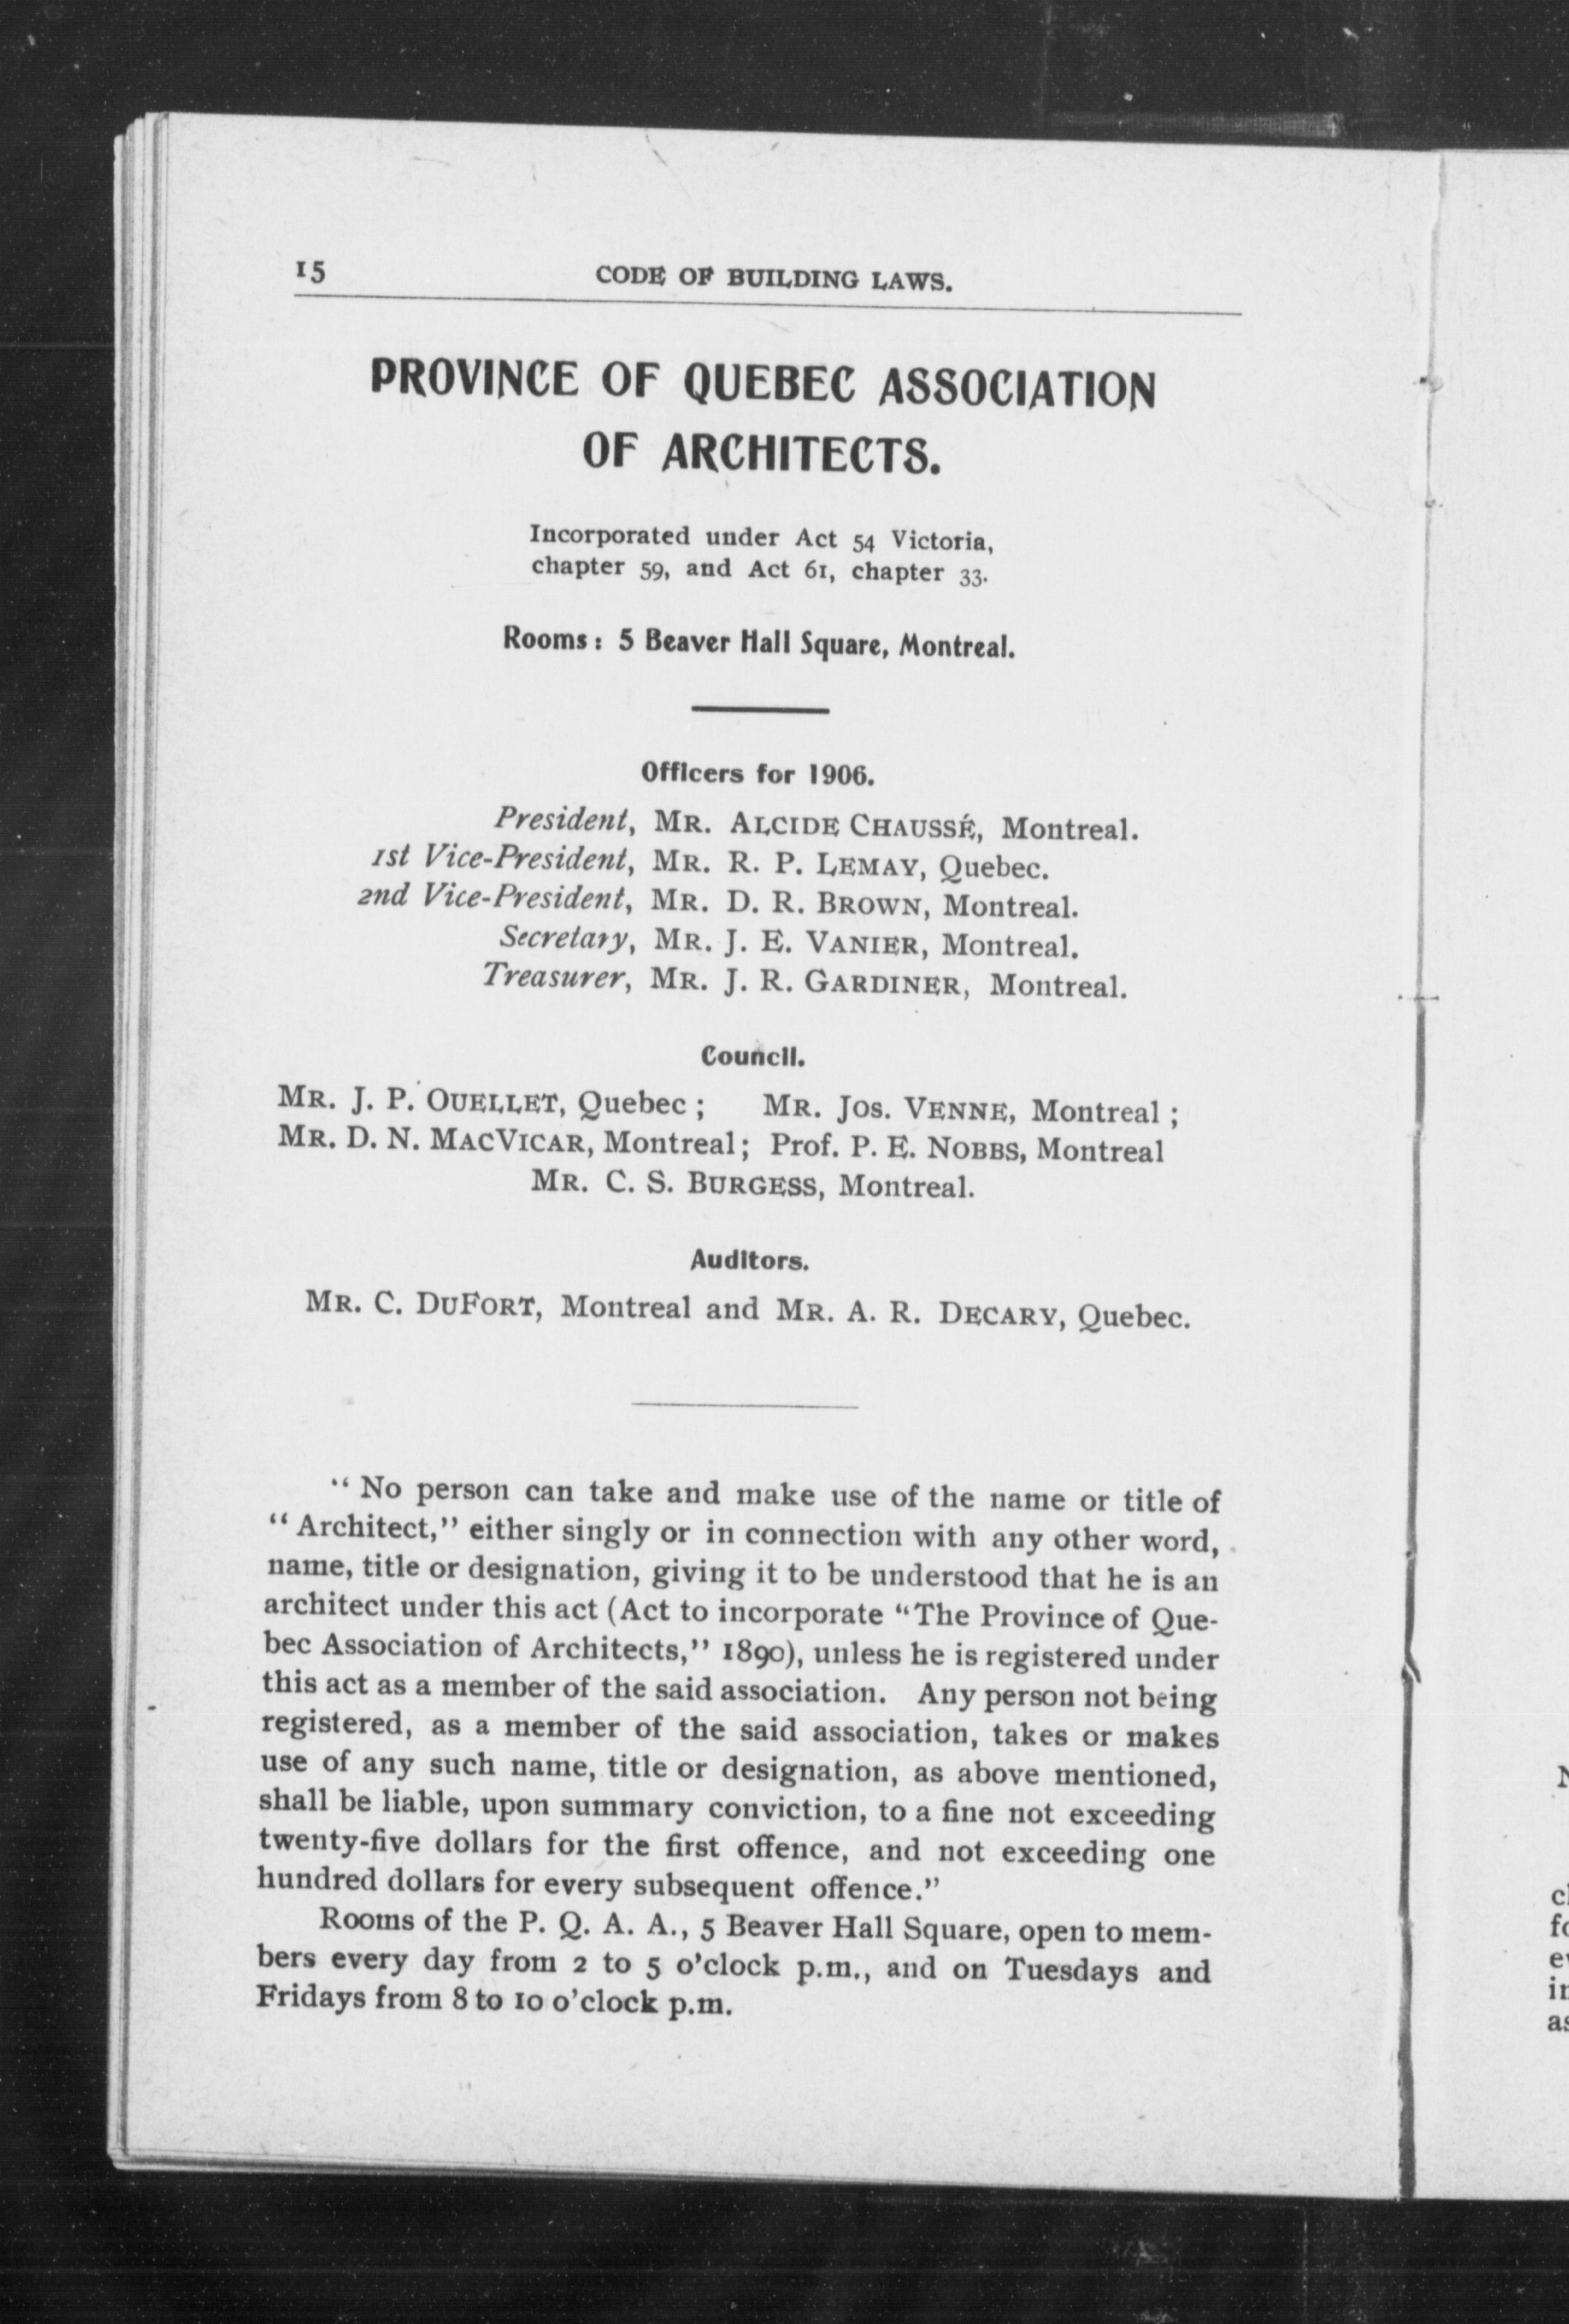 15 CODE OF BUILDING LAWS.
PROVINCE OF QUEBEC ASSOCIATION
OF ARCHITECTS.
Incorporated under Act 54 Victoria,
chapter 59, and Act 61, chapter 33.
Rooms: 5 Beaver Hall Square, Montreal.
Officers for 1906.
President, MR. ALCIDE CHAUSSÉ, Montreal.
1st Vice-President, MR. R. P. LEMAY, Quebec.
2nd Vice-President, MR. D. R. BROWN, Montreal.
Secretary, MR. J. E. VANIER, Montreal.
Treasurer, MR. J. R. GARDINER, Montreal.
Council.
MR. J. P. OUELLET, Quebec; MR. JOS. VENNE, Montreal;
MR. D. N. MACVICAR, Montreal; Prof. P. E. NOBBS, Montreal
MR. C. S. BURGESS, Montreal.
Auditors.
MR. C. DUFORT, Montreal and MR. A. R. DECARY, Quebec.
"No person can take and make use of the name or title of
"Architect," either singly or in connection with any other word,
name, title or designation, giving it to be understood that he is an
architect under this act (Act to incorporate "The Province of Que-
bec Association of Architects," 1890), unless he is registered under
this act as a member of the said association. Any person not being
registered, as a member of the said association, takes or makes
use of any such name, title or designation, as above mentioned,
shall be liable, upon summary conviction, to a fine not exceeding
twenty-five dollars for the first offence, and not exceeding one
hundred dollars for every subsequent offence."
Rooms of the P. Q. A. A., 5 Beaver Hall Square, open to mem-
bers every day from 2 to 5 o'clock p.m., and on Tuesdays and
Fridays from 8 to 10 o'clock p.m.